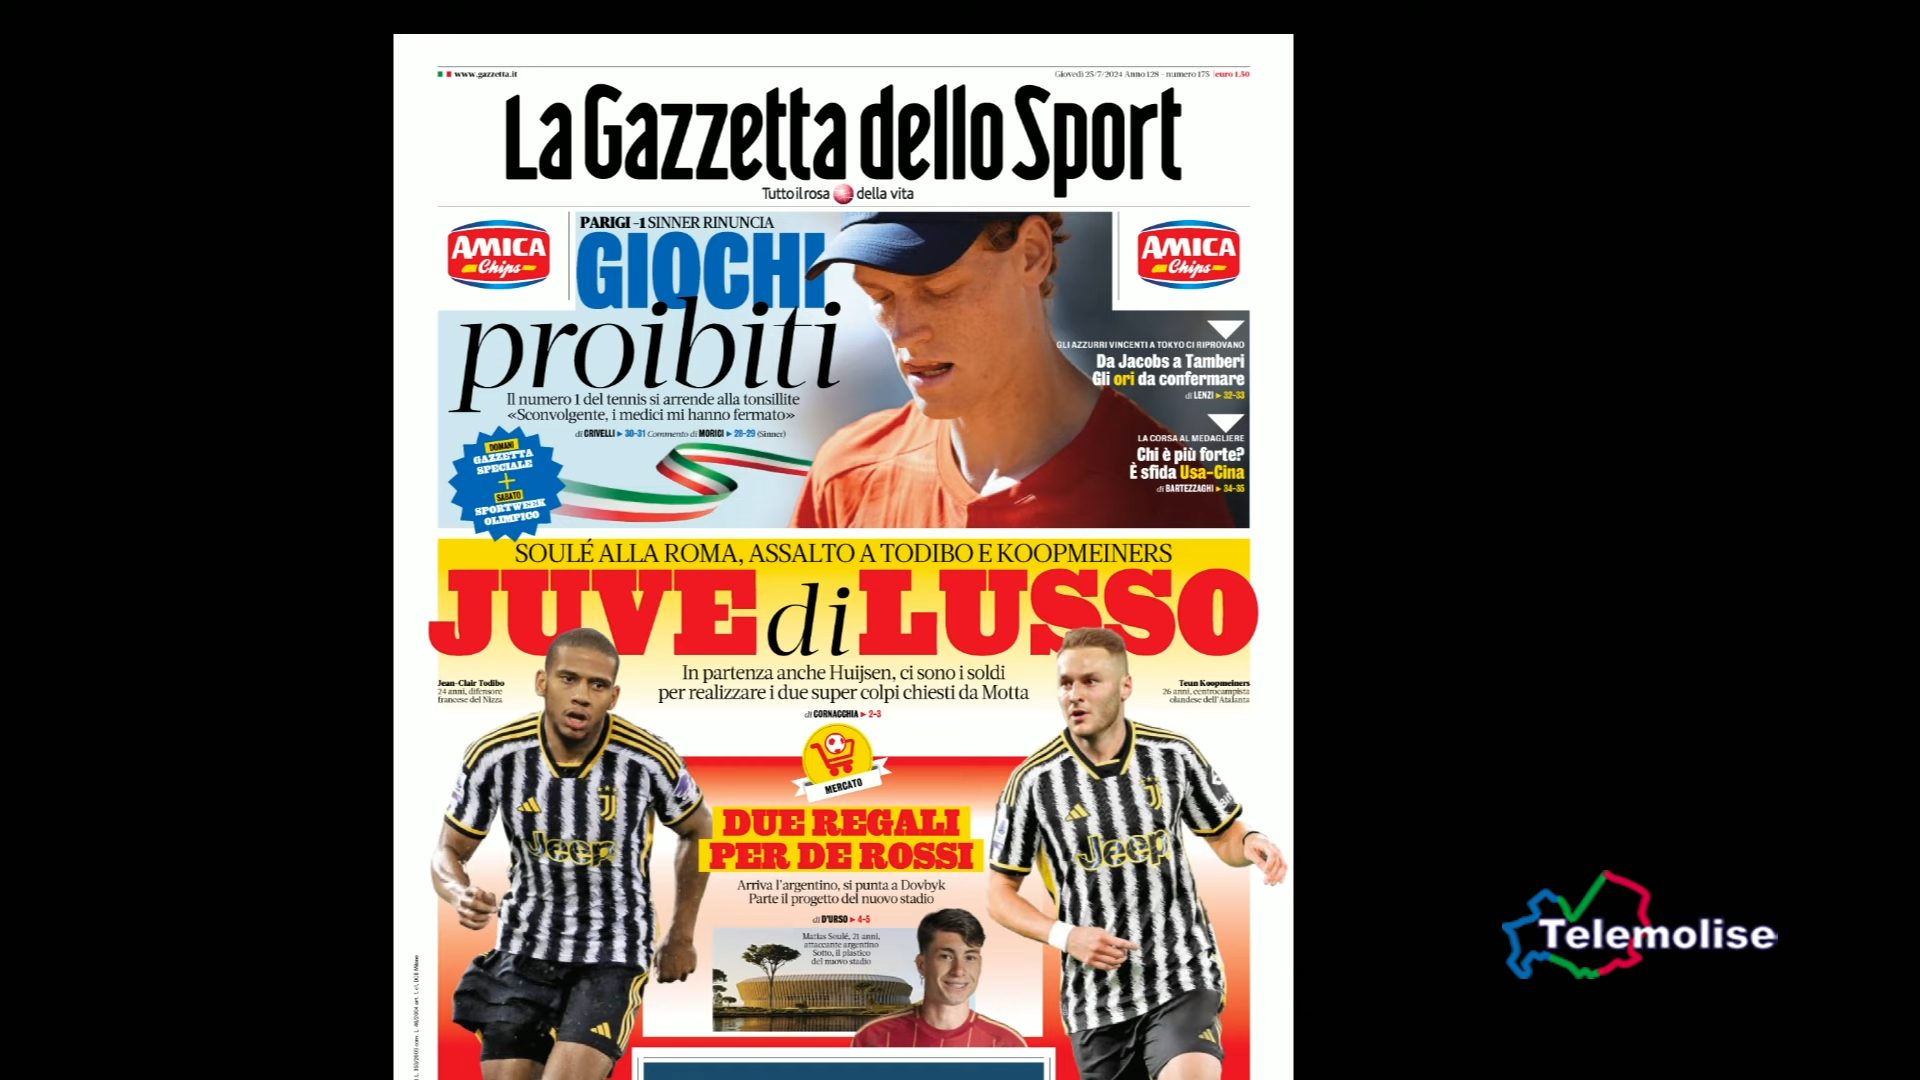 www.gazzetta.it
Giovedì 25/7/2024 Anno 128 - numero 175 euro 1.50
La Gazzetta dello Sport
Tutto il rosa della vita
AMICA
Chips
PARIGI -1 SINNER RINUNCIA
GIOCHI
proibiti
Il numero 1 del tennis si arrende alla tonsillite
«Sconvolgente, i medici mi hanno fermato»
di CRIVELLI ▶ 30-31 Commento di MORICI ▶ 28-29 (Sinner)
DOMANI
GAZZETTA
SPECIALE
+
SABATO
SPORTWEEK
OLIMPICO
AMICA
Chips
GLI AZZURRI VINCENTI A TOKYO CI RIPROVANO
Da Jacobs a Tamberi
Gli ori da confermare
di LENZI ▶ 32-33
LA CORSA AL MEDAGLIERE
Chi è più forte?
È sfida Usa-Cina
di BARTEZZAGHI ▶ 34-35
SOULÉ ALLA ROMA, ASSALTO A TODIBO E KOOPMEINERS
JUVE di LUSSO
In partenza anche Huijsen, ci sono i soldi
per realizzare i due super colpi chiesti da Motta
di CORNACCHIA ▶ 2-3
Jean-Clair Todibo
24 anni, difensore
francese del Nizza
Teun Koopmeiners
26 anni, centrocampista
olandese dell'Atalanta
MERCATO
DUE REGALI
PER DE ROSSI
Arriva l'argentino, si punta a Dovbyk
Parte il progetto del nuovo stadio
di D'URSO ▶ 4-5
Matias Soulé, 21 anni,
attaccante argentino
Sotto, il plastico
del nuovo stadio
Jeep
Jeep
Telemolise